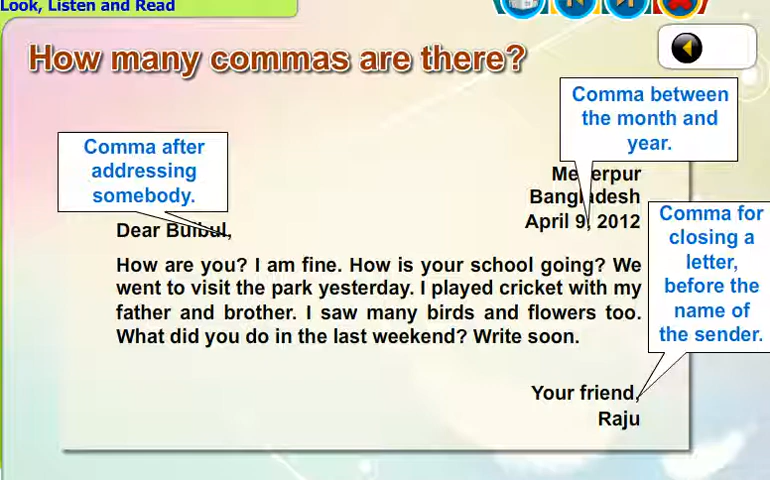 Look, Listen and Read
How many commas are there?
Comma between
the month and
year.
Comma after
addressing
somebody.
Bangladesh
April 9, 2012
Comma for
closing a
letter,
before the
name of
the sender.
Dear Bulbul,
How are you? I am fine. How is your school going? We
went to visit the park yesterday. I played cricket with my
father and brother. I saw many birds and flowers too.
What did you do in the last weekend? Write soon.
Your friend,
Raju